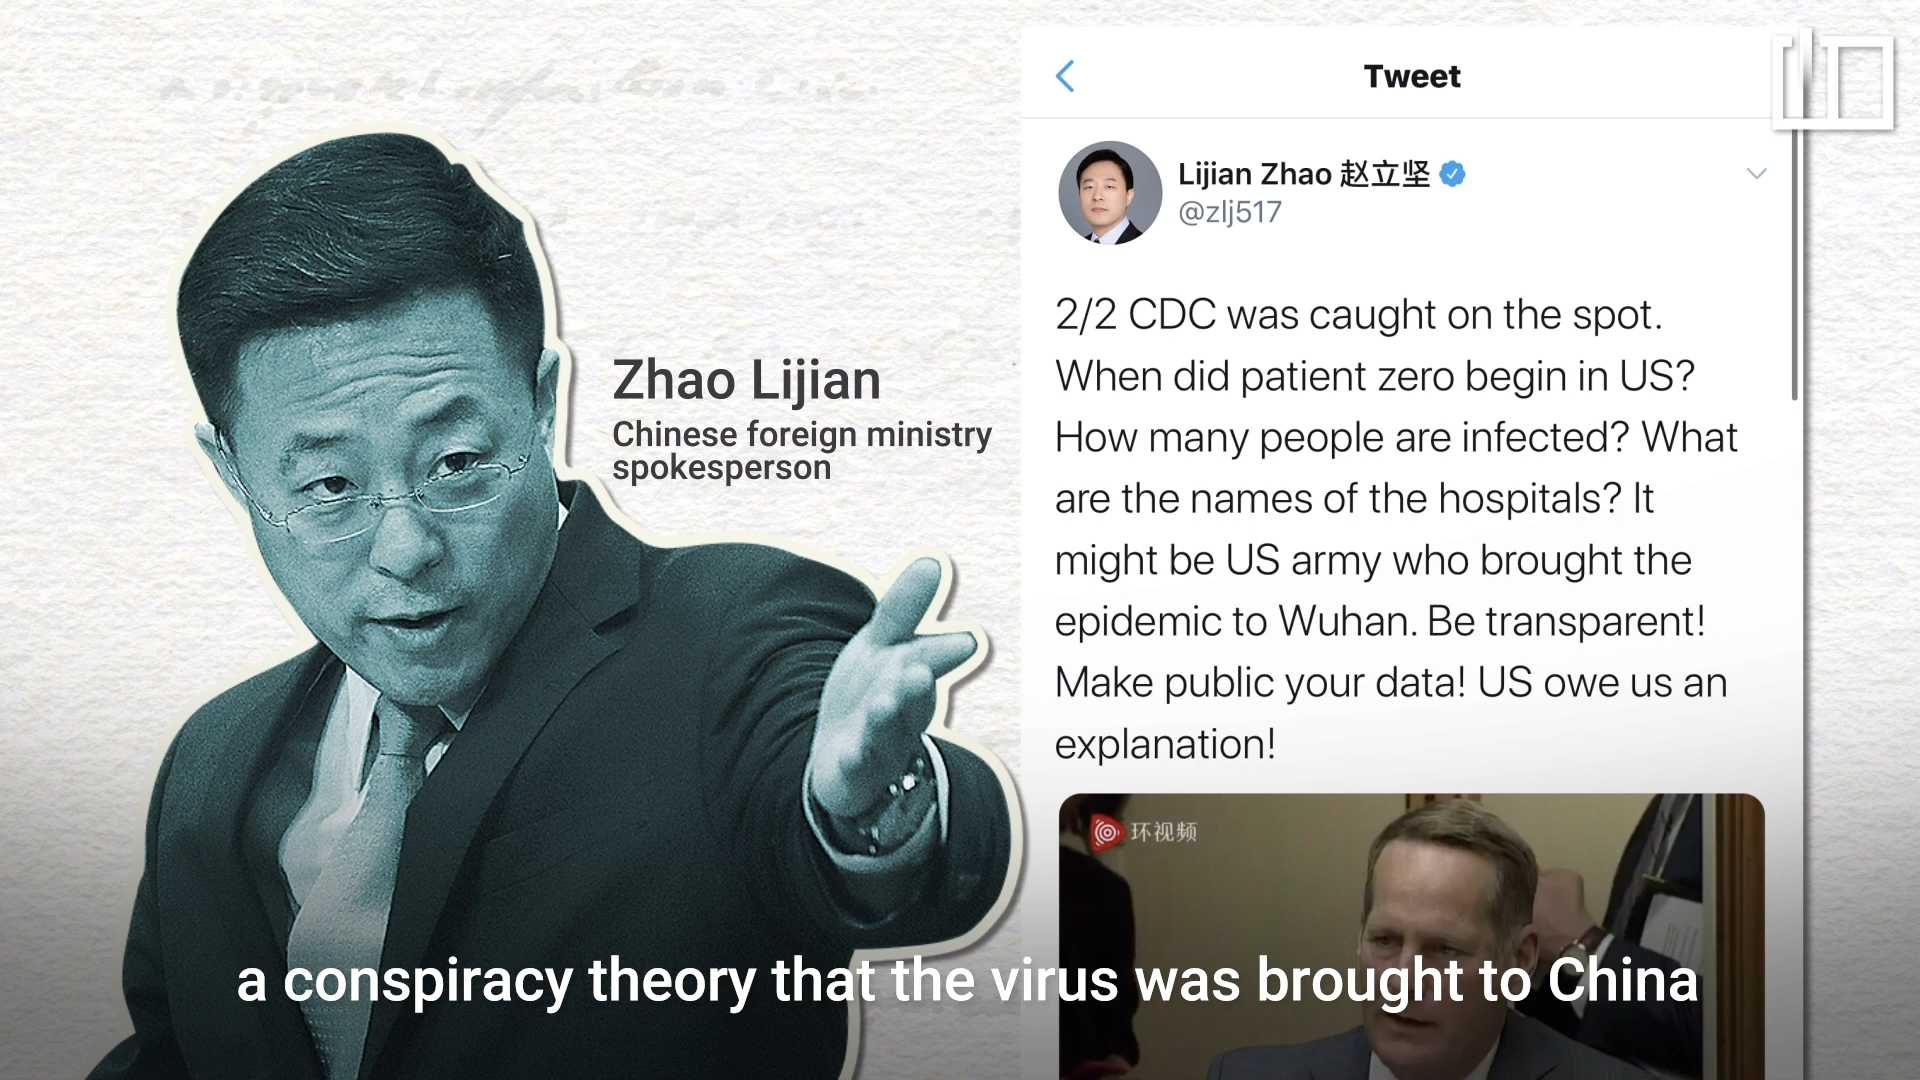 Zhao Lijian
Chinese foreign ministry
spokesperson
Tweet
Lijian Zhao 赵立坚
@zlj517
2/2 CDC was caught on the spot.
When did patient zero begin in US?
How many people are infected? What
are the names of the hospitals? It
might be US army who brought the
epidemic to Wuhan. Be transparent!
Make public your data! US owe us an
explanation!
环视频
a conspiracy theory that the virus was brought to China